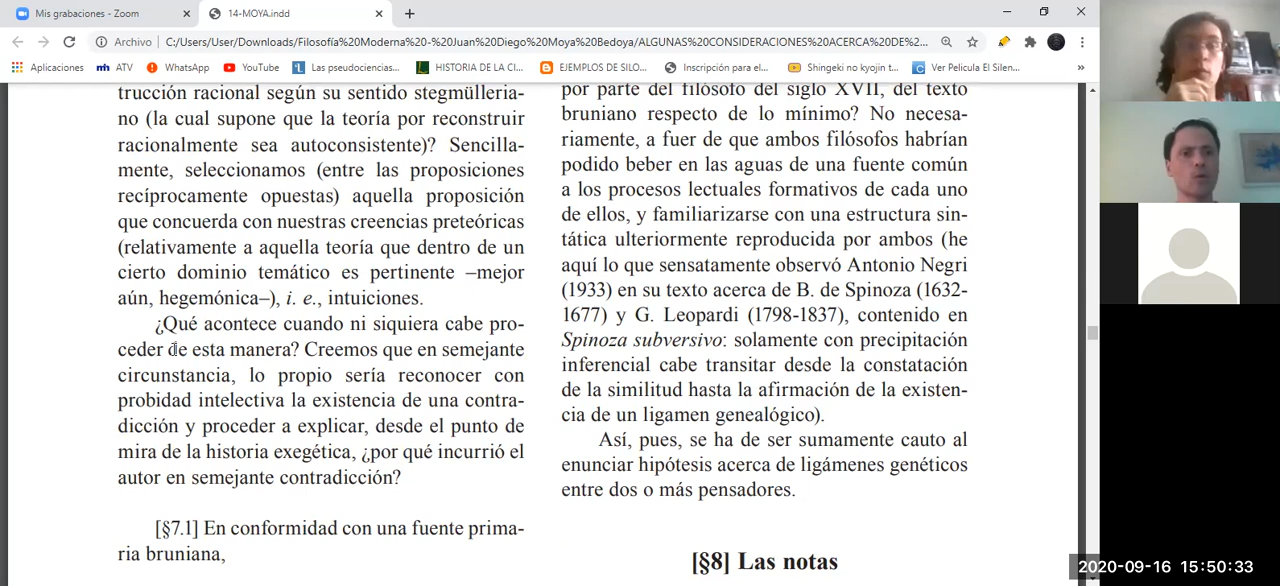 Mis grabaciones - Zoom
14-MOYA.indd
Archivo
C:/Users/User/Downloads/Filosofía%20Moderna%20-%20Juan%20Diego%20Moya%20Bedoya/ALGUNAS%20CONSIDERACIONES%20ACERCA%20DE%2...
Aplicaciones
mh ATV
WhatsApp
YouTube
Las pseudociencias...
HISTORIA DE LA CI...
EJEMPLOS DE SILO...
Inscripción para el...
Shingeki no kyojin t...
Ver Pelicula El Silen...
»
trucción racional según su sentido stegmülleria-
no (la cual supone que la teoría por reconstruir
racionalmente sea autoconsistente)? Sencilla-
mente, seleccionamos (entre las proposiciones
recíprocamente opuestas) aquella proposición
que concuerda con nuestras creencias preteóricas
(relativamente a aquella teoría que dentro de un
cierto dominio temático es pertinente –mejor
aún, hegemónica–), i. e., intuiciones.
¿Qué acontece cuando ni siquiera cabe pro-
ceder de esta manera? Creemos que en semejante
circunstancia, lo propio sería reconocer con
probidad intelectiva la existencia de una contra-
dicción y proceder a explicar, desde el punto de
mira de la historia exegética, ¿por qué incurrió el
autor en semejante contradicción?
[§7.1] En conformidad con una fuente prima-
ria bruniana,
por parte del filósofo del siglo XVII, del texto
bruniano respecto de lo mínimo? No necesa-
riamente, a fuer de que ambos filósofos habrían
podido beber en las aguas de una fuente común
a los procesos lectuales formativos de cada uno
de ellos, y familiarizarse con una estructura sin-
tática ulteriormente reproducida por ambos (he
aquí lo que sensatamente observó Antonio Negri
(1933) en su texto acerca de B. de Spinoza (1632-
1677) y G. Leopardi (1798-1837), contenido en
Spinoza subversivo: solamente con precipitación
inferencial cabe transitar desde la constatación
de la similitud hasta la afirmación de la existen-
cia de un ligamen genealógico).
Así, pues, se ha de ser sumamente cauto al
enunciar hipótesis acerca de ligámenes genéticos
entre dos o más pensadores.
[§8] Las notas
2020-09-16 15:50:33